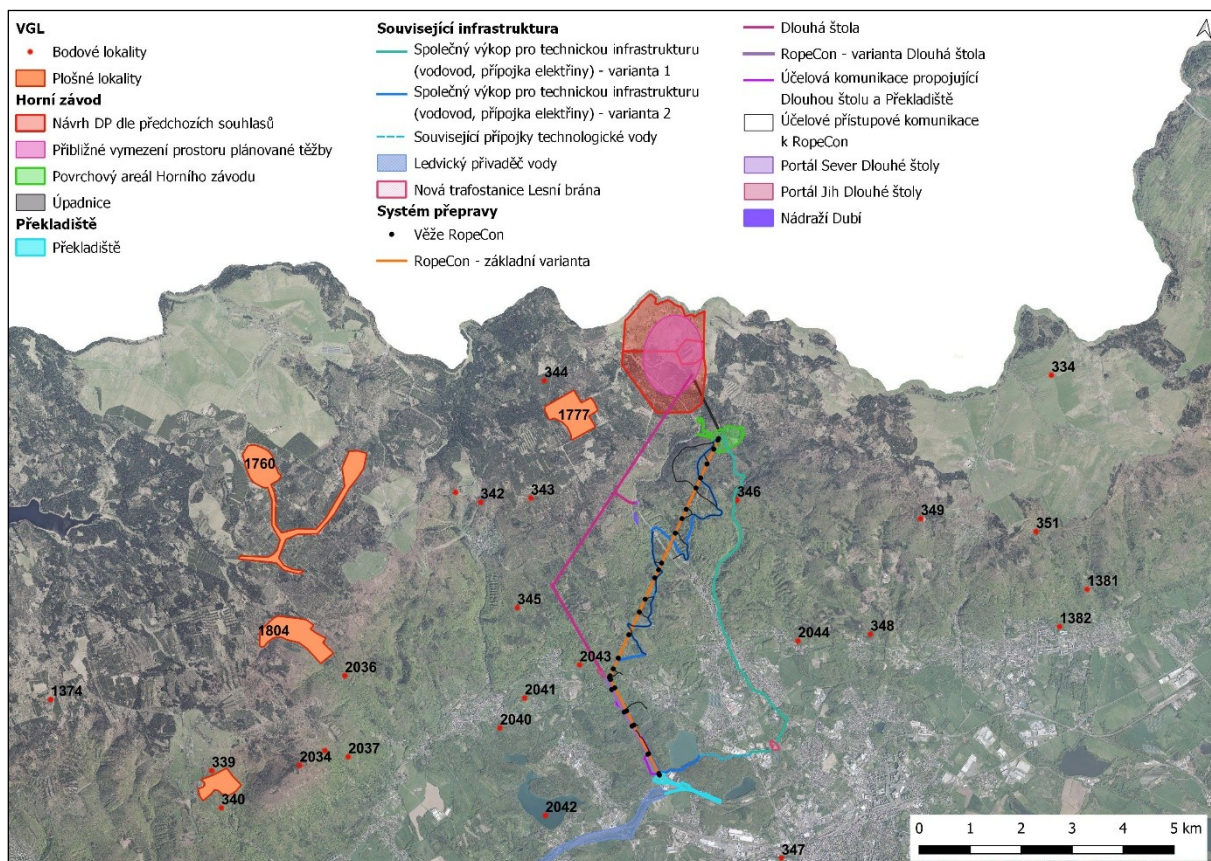 VGL
Bodové lokality
Plošné lokality
Horní závod
Návrh DP dle předchozích souhlasů
Přibližné vymezení prostoru plánované těžby
Povrchový areál Horního závodu
Úpadnice
Překladiště
Překladiště
Související infrastruktura
Společný výkop pro technickou infrastrukturu
(vodovod, přípojka elektřiny) - varianta 1
Společný výkop pro technickou infrastrukturu
(vodovod, přípojka elektřiny) - varianta 2
Související přípojky technologické vody
Ledvický přivaděč vody
Nová trafostanice Lesní brána
Systém přepravy
Věže RopeCon
RopeCon - základní varianta
Dlouhá štola
RopeCon - varianta Dlouhá štola
Účelová komunikace propojující
Dlouhou štolu a Překladiště
Účelové přístupové komunikace
k RopeCon
Portál Sever Dlouhé štoly
Portál Jih Dlouhé štoly
Nádraží Dubí
334
344
1777
1760
342
343
346
349
351
1381
345
1382
348
2044
1804
2043
2036
1374
2041
2040
2037
2034
339
340
2042
347
0 1 2 3 4 5 km